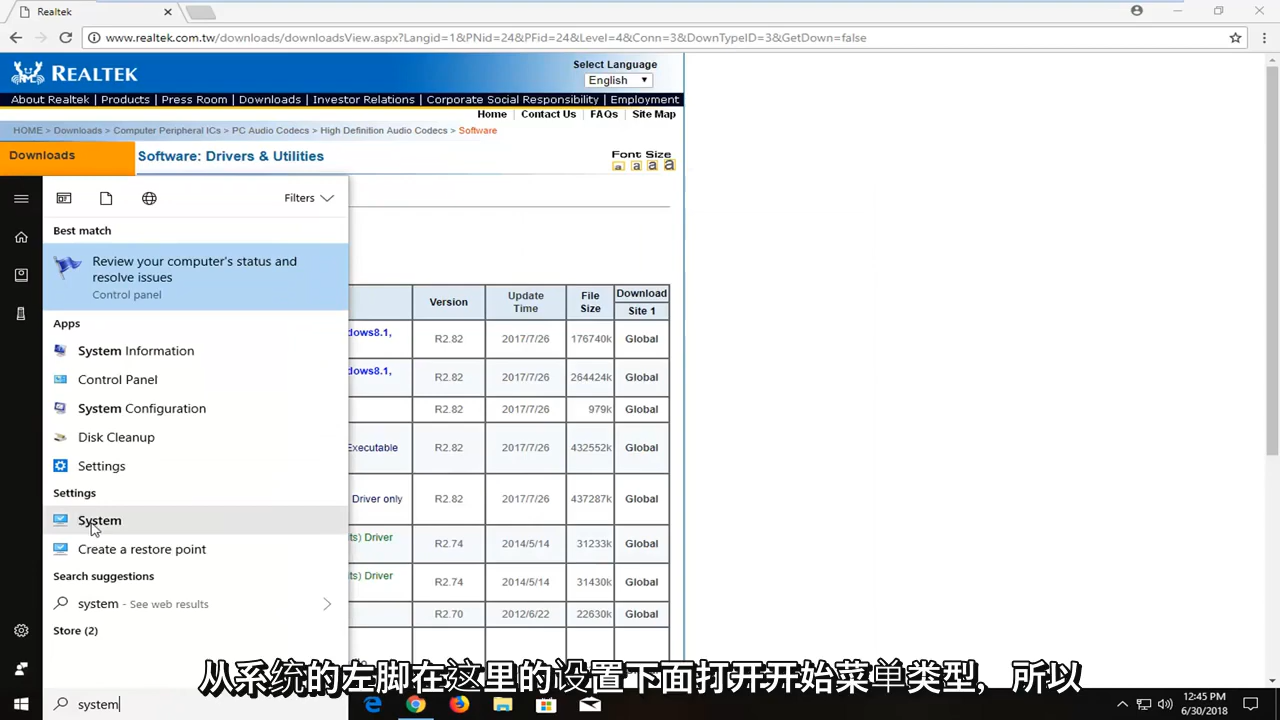 Realtek
www.realtek.com.tw/downloads/downloadsView.aspx?Langid=1&PNid=24&PFid=24&Level=4&Conn=3&DownTypeID=3&GetDown=false
REALTEK
Select Language
English
About Realtek | Products | Press Room | Downloads | Investor Relations | Corporate Social Responsibility | Employment
Home Contact Us FAQs Site Map
HOME > Downloads > Computer Peripheral ICs > PC Audio Codecs > High Definition Audio Codecs > Software
Downloads
Software: Drivers & Utilities
Font Size
a a a a
Filters
Best match
Review your computer's status and
resolve issues
Control panel
Apps
System Information
Control Panel
System Configuration
Disk Cleanup
Settings
Settings
System
Create a restore point
Search suggestions
system - See web results
Store (2)
system
Version Update Time File Size Download
Site 1
dows8.1, R2.82 2017/7/26 176740k Global
dows8.1, R2.82 2017/7/26 264424k Global
R2.82 2017/7/26 979k Global
Executable R2.82 2017/7/26 432552k Global
Driver only R2.82 2017/7/26 437287k Global
its) Driver R2.74 2014/5/14 31233k Global
its) Driver R2.74 2014/5/14 31430k Global
R2.70 2012/6/22 22630k Global
从系统的左脚在这里的设置下面打开开始菜单类型，所以
12:45 PM
6/30/2018